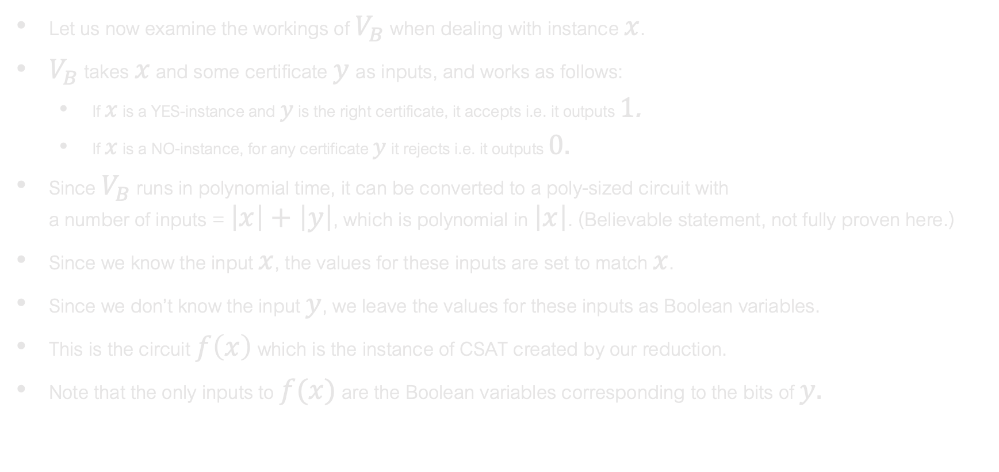 • Let us now examine the workings of V_B when dealing with instance x.
• V_B takes x and some certificate y as inputs, and works as follows:
• If x is a YES-instance and y is the right certificate, it accepts i.e. it outputs 1.
• If x is a NO-instance, for any certificate y it rejects i.e. it outputs 0.
• Since V_B runs in polynomial time, it can be converted to a poly-sized circuit with
a number of inputs = |x| + |y|, which is polynomial in |x|. (Believable statement, not fully proven here.)
• Since we know the input x, the values for these inputs are set to match x.
• Since we don’t know the input y, we leave the values for these inputs as Boolean variables.
• This is the circuit f(x) which is the instance of CSAT created by our reduction.
• Note that the only inputs to f(x) are the Boolean variables corresponding to the bits of y.